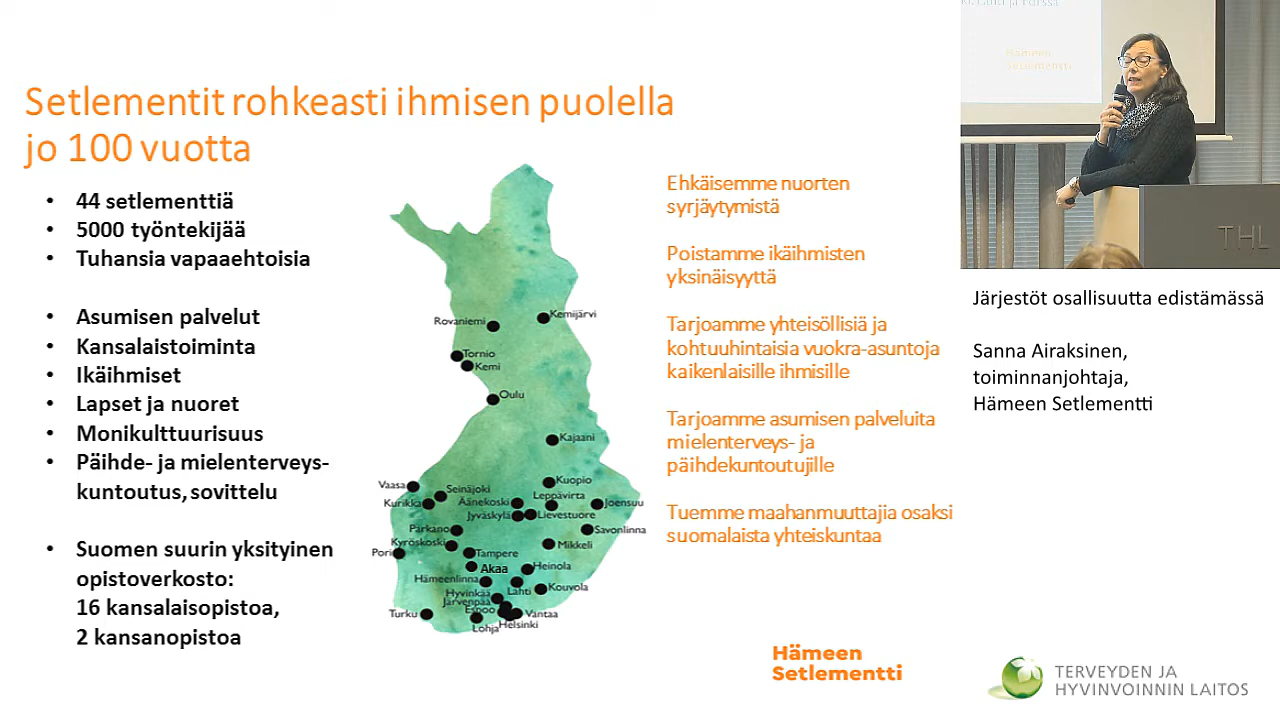 Setlementit rohkeasti ihmisen puolella
jo 100 vuotta
• 44 setlementtiä
• 5000 työntekijää
• Tuhansia vapaaehtoisia
• Asumisen palvelut
• Kansalaistoiminta
• Ikäihmiset
• Lapset ja nuoret
• Monikulttuurisuus
• Päihde- ja mielenterveys-
kuntoutus, sovittelu
• Suomen suurin yksityinen
opistoverkosto:
16 kansalaisopistoa,
2 kansanopistoa
Rovaniemi
Kemijärvi
Tornio
Kemi
Oulu
Kajaani
Vaasa
Seinäjoki
Kuopio
Kurikka
Äänekoski
Leppävirta
Joensuu
Jyväskylä
Lievestuore
Parkano
Savonlinna
Kyröskoski
Mikkeli
Pori
Tampere
Akaa
Heinola
Hämeenlinna
Hyvinkää
Lahti
Kouvola
Järvenpää
Espoo
Turku
Vantaa
Lohja
Helsinki
Ehkäisemme nuorten
syrjäytymistä
Poistamme ikäihmisten
yksinäisyyttä
Tarjoamme yhteisöllisiä ja
kohtuuhintaisia vuokra-asuntoja
kaikenlaisille ihmisille
Tarjoamme asumisen palveluita
mielenterveys- ja
päihdekuntoutujille
Tuemme maahanmuuttajia osaksi
suomalaista yhteiskuntaa
Hämeen
Setlementti
Lahti ja Forssa
Hämeen
Setlementti
THL
Järjestöt osallisuutta edistämässä
Sanna Airaksinen,
toiminnanjohtaja,
Hämeen Setlementti
TERVEYDEN JA
HYVINVOINNIN LAITOS